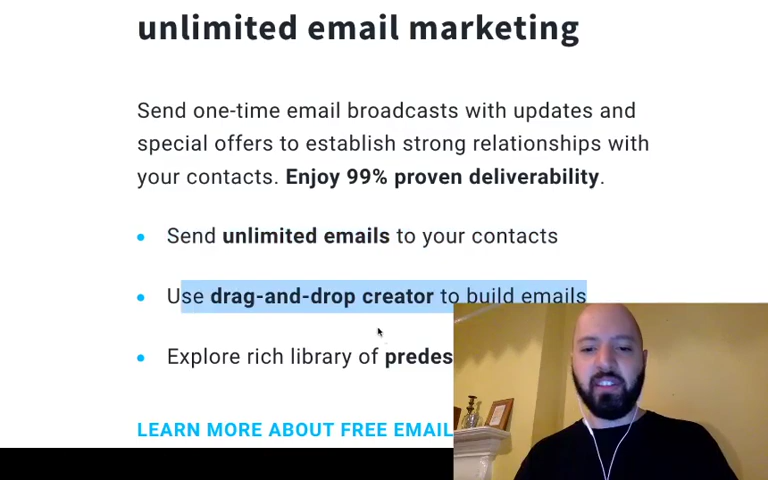 unlimited email marketing
Send one-time email broadcasts with updates and
special offers to establish strong relationships with
your contacts. Enjoy 99% proven deliverability.
Send unlimited emails to your contacts
Use drag-and-drop creator to build emails
Explore rich library of predes
LEARN MORE ABOUT FREE EMAIL